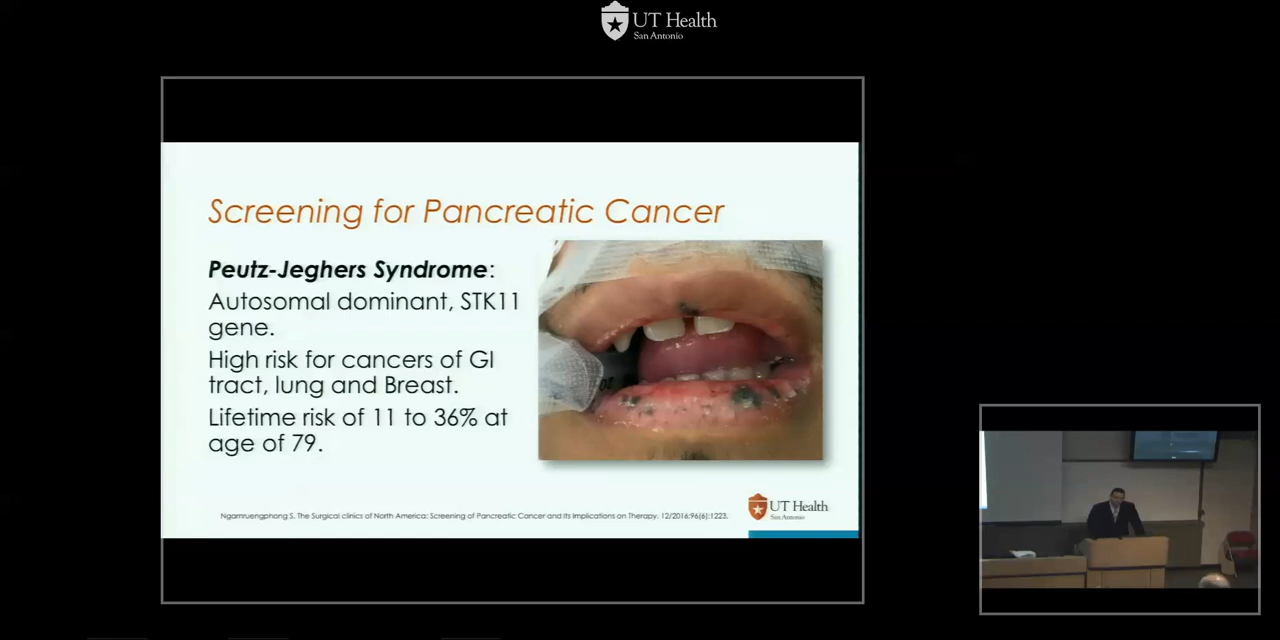 UT Health
San Antonio
Screening for Pancreatic Cancer
Peutz-Jeghers Syndrome:
Autosomal dominant, STK11
gene.
High risk for cancers of GI
tract, lung and Breast.
Lifetime risk of 11 to 36% at
age of 79.
Ngamruengphong S. The Surgical clinics of North America: Screening of Pancreatic Cancer and Its Implications on Therapy. 12/2016;96(6):1223.
UT Health
San Antonio